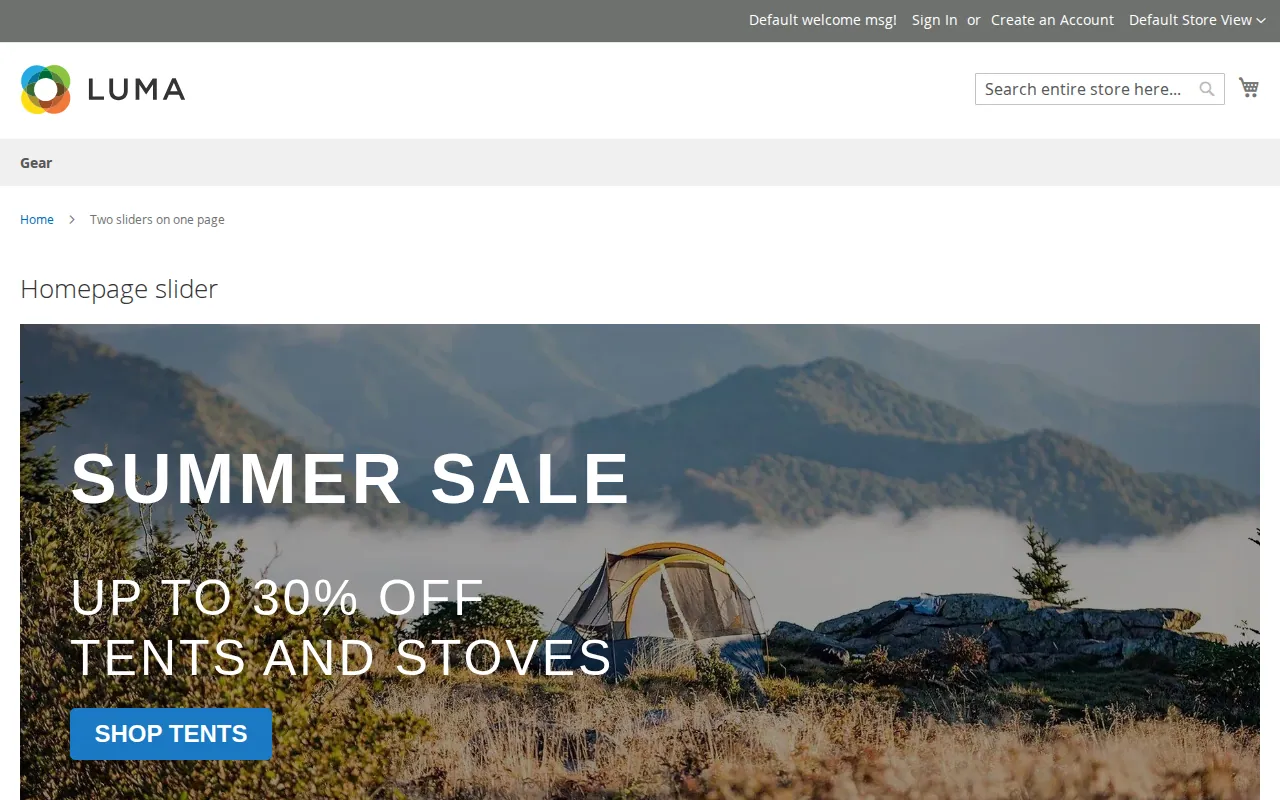 Default welcome msg! Sign In or Create an Account Default Store View
LUMA
Search entire store here...
Gear
Home > Two sliders on one page
Homepage slider
SUMMER SALE
UP TO 30% OFF
TENTS AND STOVES
SHOP TENTS